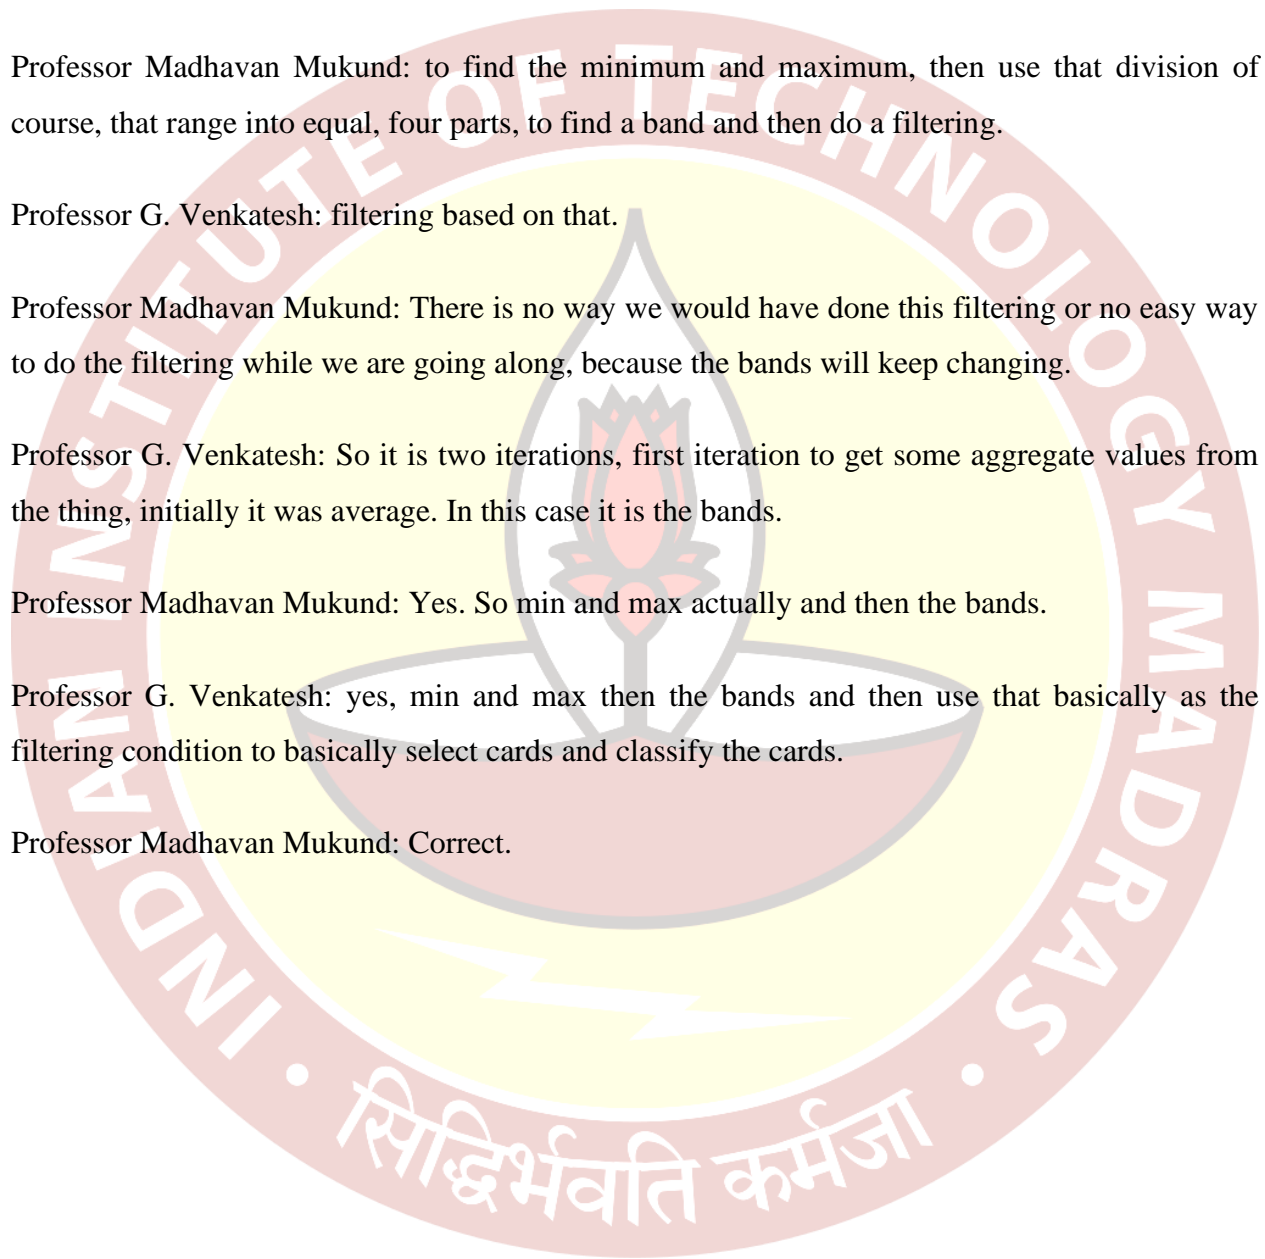 Professor Madhavan Mukund: to find the minimum and maximum, then use that division of
course, that range into equal, four parts, to find a band and then do a filtering.
Professor G. Venkatesh: filtering based on that.
Professor Madhavan Mukund: There is no way we would have done this filtering or no easy way
to do the filtering while we are going along, because the bands will keep changing.
Professor G. Venkatesh: So it is two iterations, first iteration to get some aggregate values from
the thing, initially it was average. In this case it is the bands.
Professor Madhavan Mukund: Yes. So min and max actually and then the bands.
Professor G. Venkatesh: yes, min and max then the bands and then use that basically as the
filtering condition to basically select cards and classify the cards.
Professor Madhavan Mukund: Correct.
INDIAN INSTITUTE OF TECHNOLOGY MADRAS
सिद्धिर्भवति कर्मजा